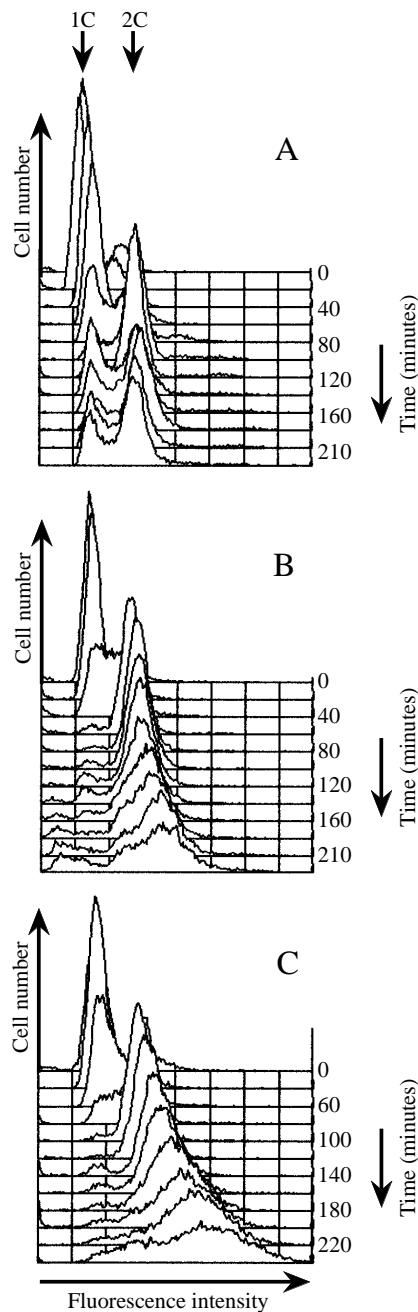 1C 2C
A
Cell number
0
40
80
120
160
210
Time (minutes)
B
Cell number
0
40
80
120
160
210
Time (minutes)
C
Cell number
0
60
100
140
180
220
Time (minutes)
Fluorescence intensity